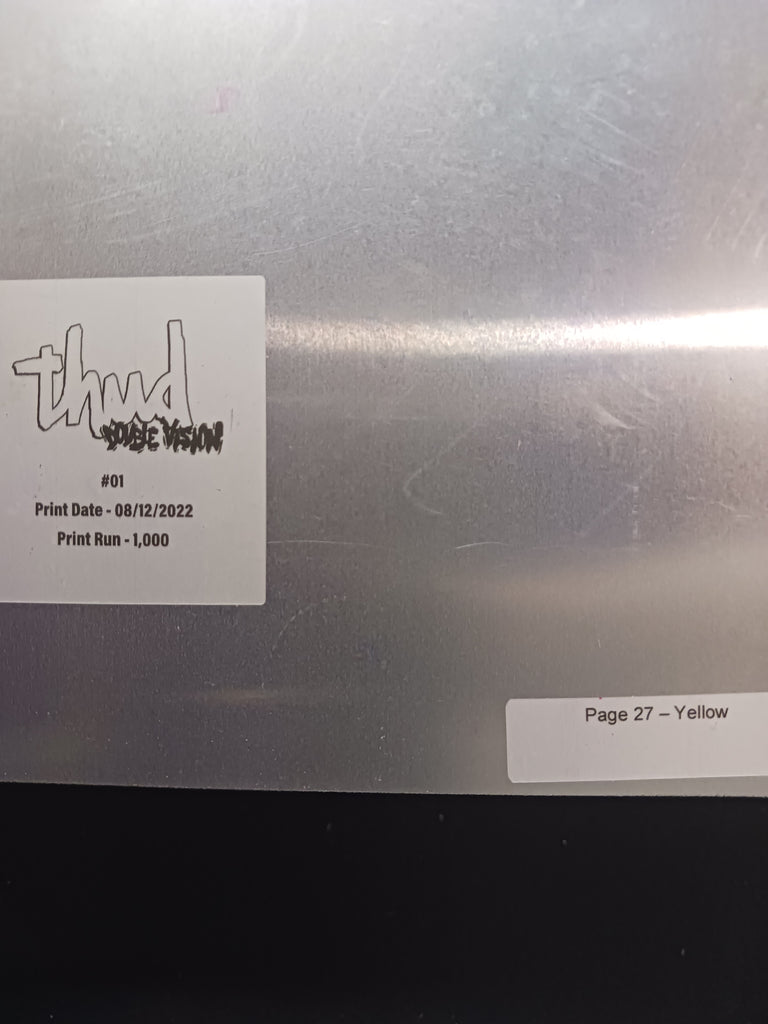 thud
DOUBLE VISION
#01
Print Date - 08/12/2022
Print Run - 1,000
Page 27 – Yellow